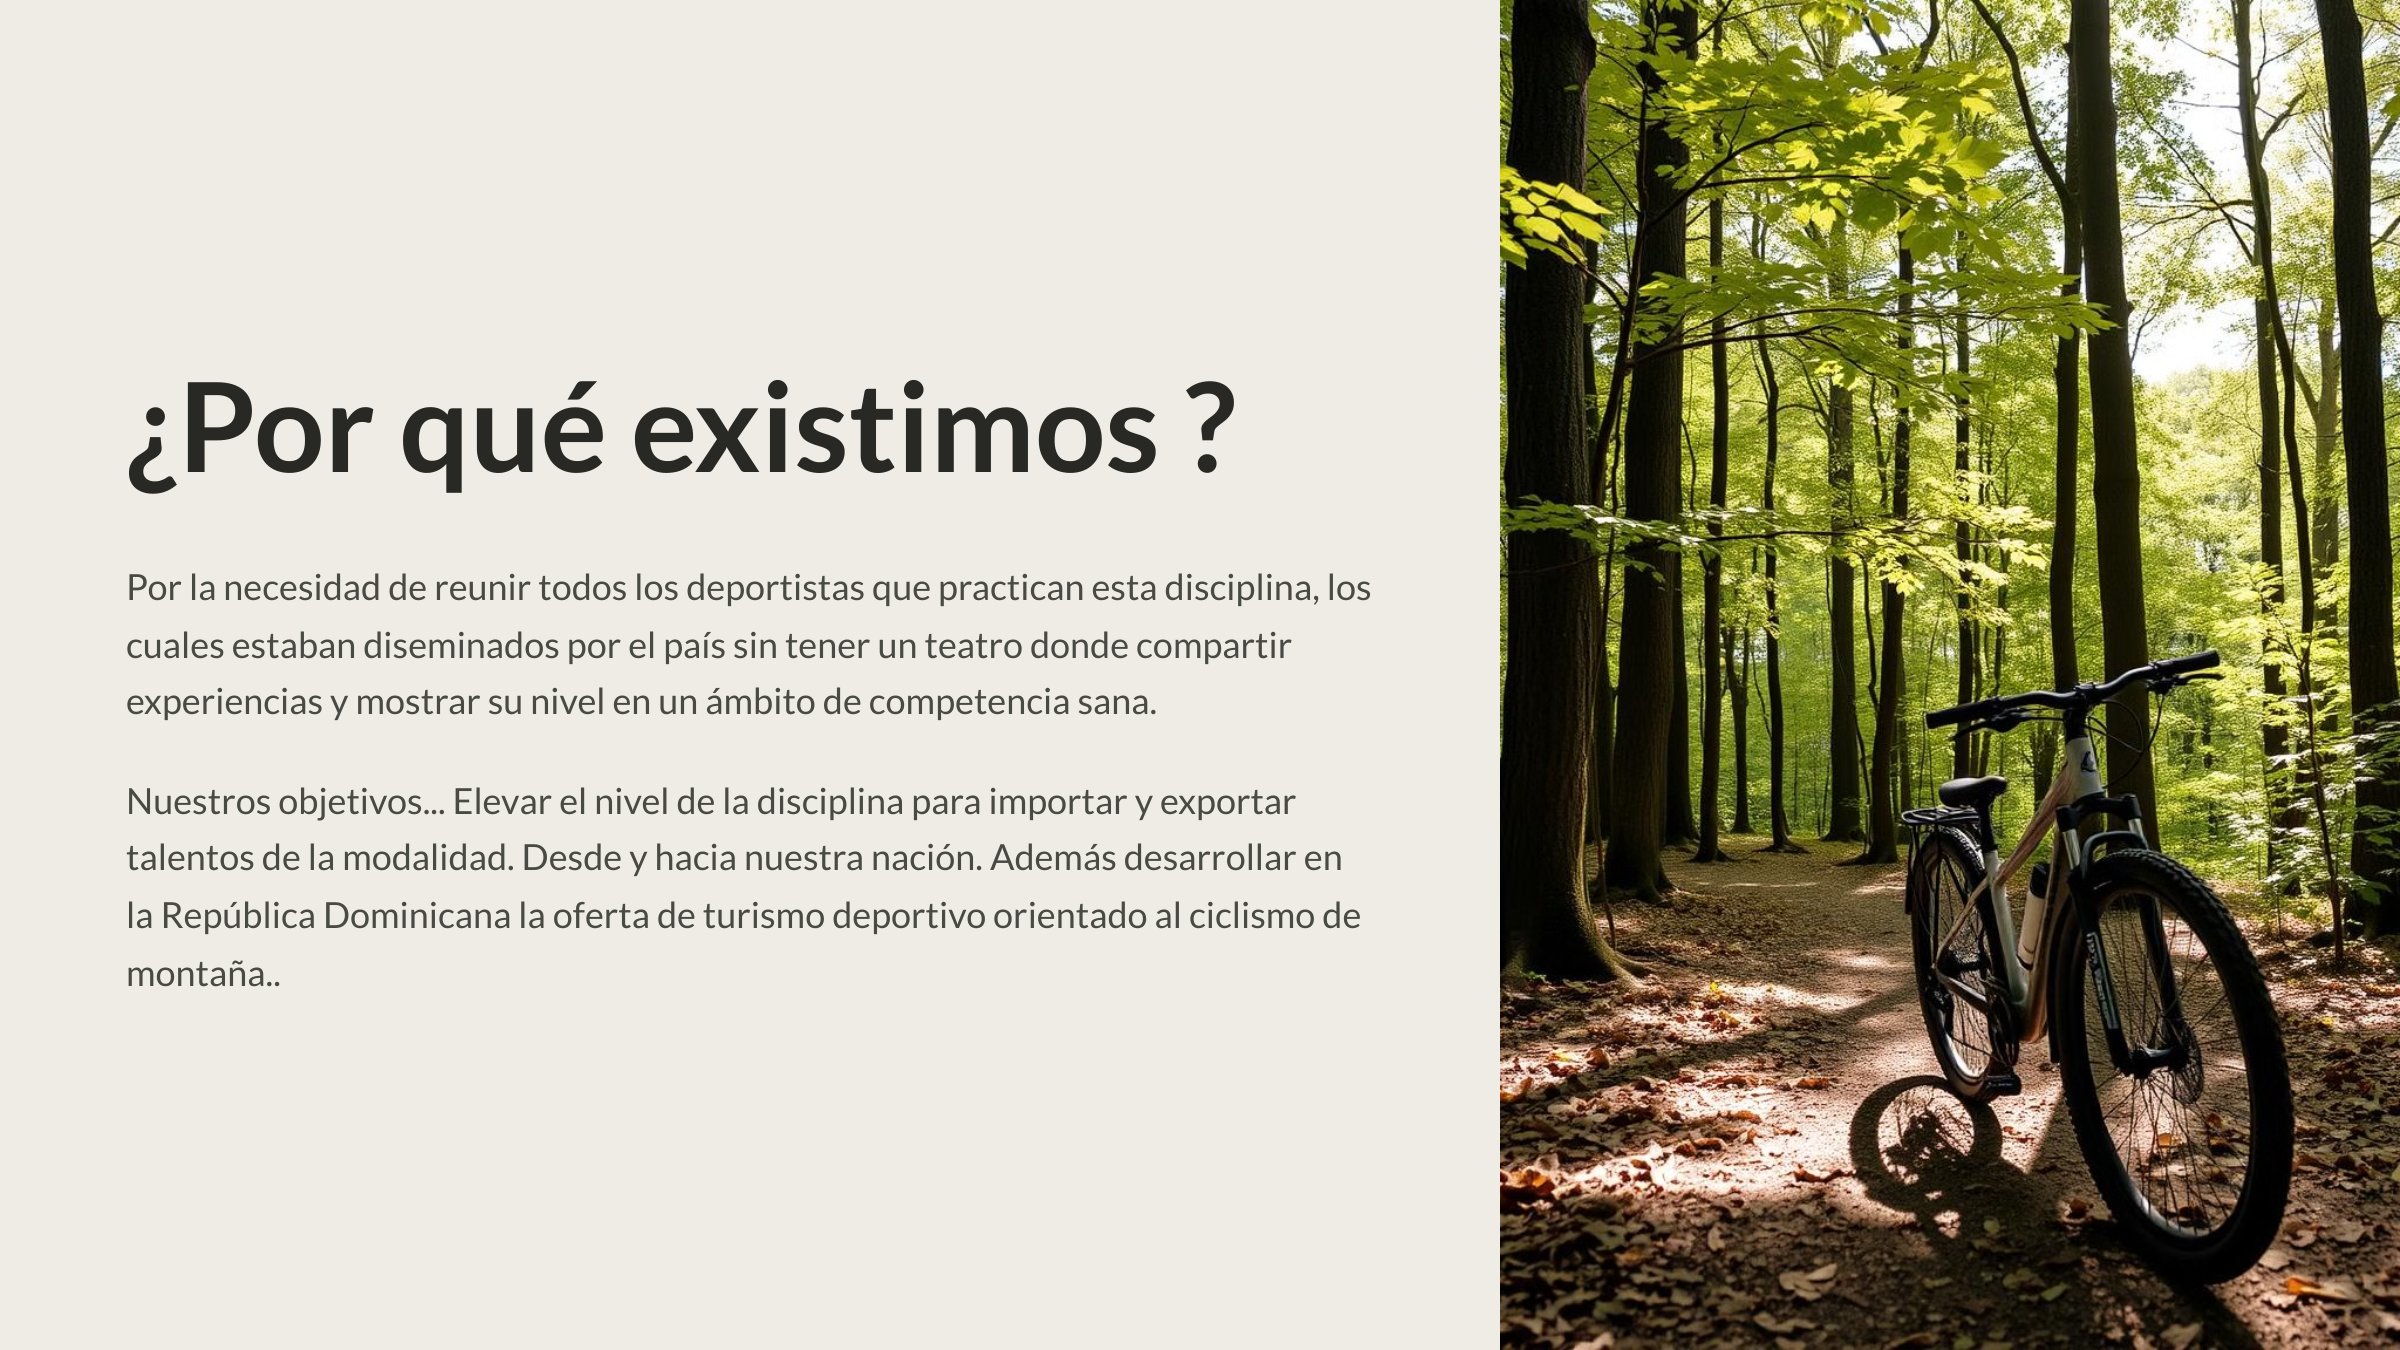 ¿Por qué existimos ?
Por la necesidad de reunir todos los deportistas que practican esta disciplina, los
cuales estaban diseminados por el país sin tener un teatro donde compartir
experiencias y mostrar su nivel en un ámbito de competencia sana.
Nuestros objetivos... Elevar el nivel de la disciplina para importar y exportar
talentos de la modalidad. Desde y hacia nuestra nación. Además desarrollar en
la República Dominicana la oferta de turismo deportivo orientado al ciclismo de
montaña..